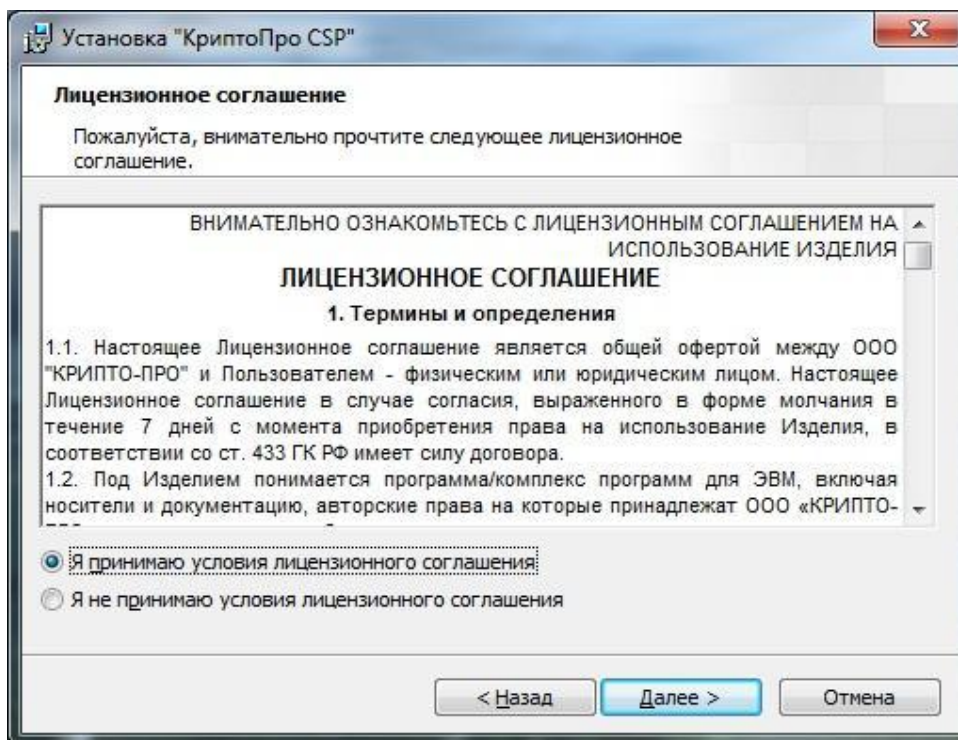 Установка "КриптоПро CSP"
Лицензионное соглашение
Пожалуйста, внимательно прочтите следующее лицензионное
соглашение.
ВНИМАТЕЛЬНО ОЗНАКОМЬТЕСЬ С ЛИЦЕНЗИОННЫМ СОГЛАШЕНИЕМ НА
ИСПОЛЬЗОВАНИЕ ИЗДЕЛИЯ
ЛИЦЕНЗИОННОЕ СОГЛАШЕНИЕ
1. Термины и определения
1.1. Настоящее Лицензионное соглашение является общей офертой между ООО
"КРИПТО-ПРО" и Пользователем - физическим или юридическим лицом. Настоящее
Лицензионное соглашение в случае согласия, выраженного в форме молчания в
течение 7 дней с момента приобретения права на использование Изделия, в
соответствии со ст. 433 ГК РФ имеет силу договора.
1.2. Под Изделием понимается программа/комплекс программ для ЭВМ, включая
носители и документацию, авторские права на которые принадлежат ООО «КРИПТО-
Я принимаю условия лицензионного соглашения
Я не принимаю условия лицензионного соглашения
< Назад
Далее >
Отмена